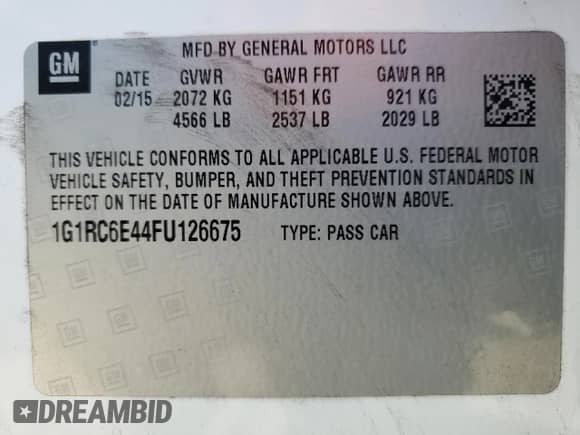 GM
MFD BY GENERAL MOTORS LLC
DATE GVWR GAWR FRT GAWR RR
02/15 2072 KG 1151 KG 921 KG
4566 LB 2537 LB 2029 LB
THIS VEHICLE CONFORMS TO ALL APPLICABLE U.S. FEDERAL MOTOR
VEHICLE SAFETY, BUMPER, AND THEFT PREVENTION STANDARDS IN
EFFECT ON THE DATE OF MANUFACTURE SHOWN ABOVE.
1G1RC6E44FU126675 TYPE: PASS CAR
DREAMBID